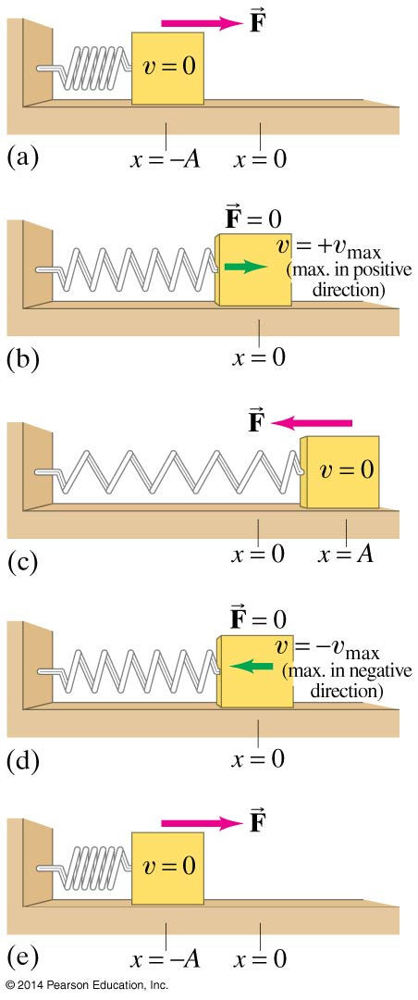 F⃗
v = 0
(a)
x = −A x = 0
F⃗ = 0
v = +vmax
(max. in positive
direction)
(b)
x = 0
F⃗
v = 0
(c)
x = 0 x = A
F⃗ = 0
v = −vmax
(max. in negative
direction)
(d)
x = 0
F⃗
v = 0
(e)
x = −A x = 0
© 2014 Pearson Education, Inc.